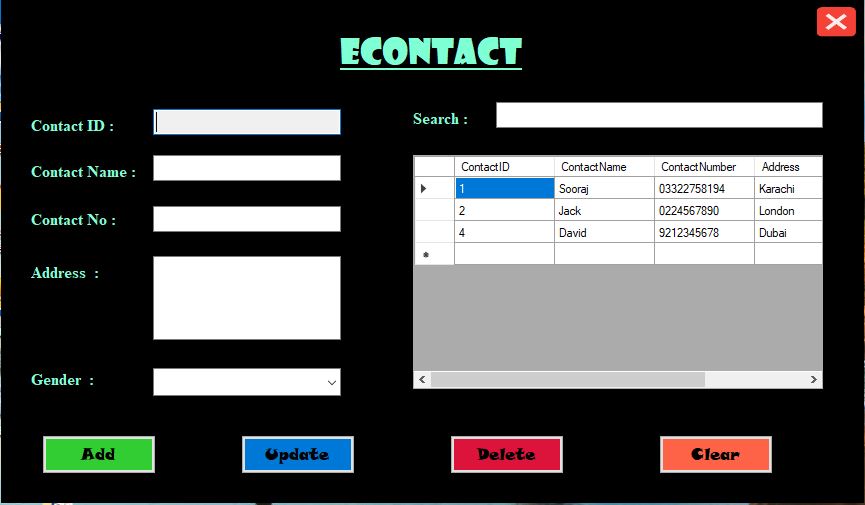 ECONTACT
Contact ID :
Contact Name :
Contact No :
Address :
Gender :
Search :
ContactID ContactName ContactNumber Address
1 Sooraj 03322758194 Karachi
2 Jack 0224567890 London
4 David 9212345678 Dubai
Add Update Delete Clear